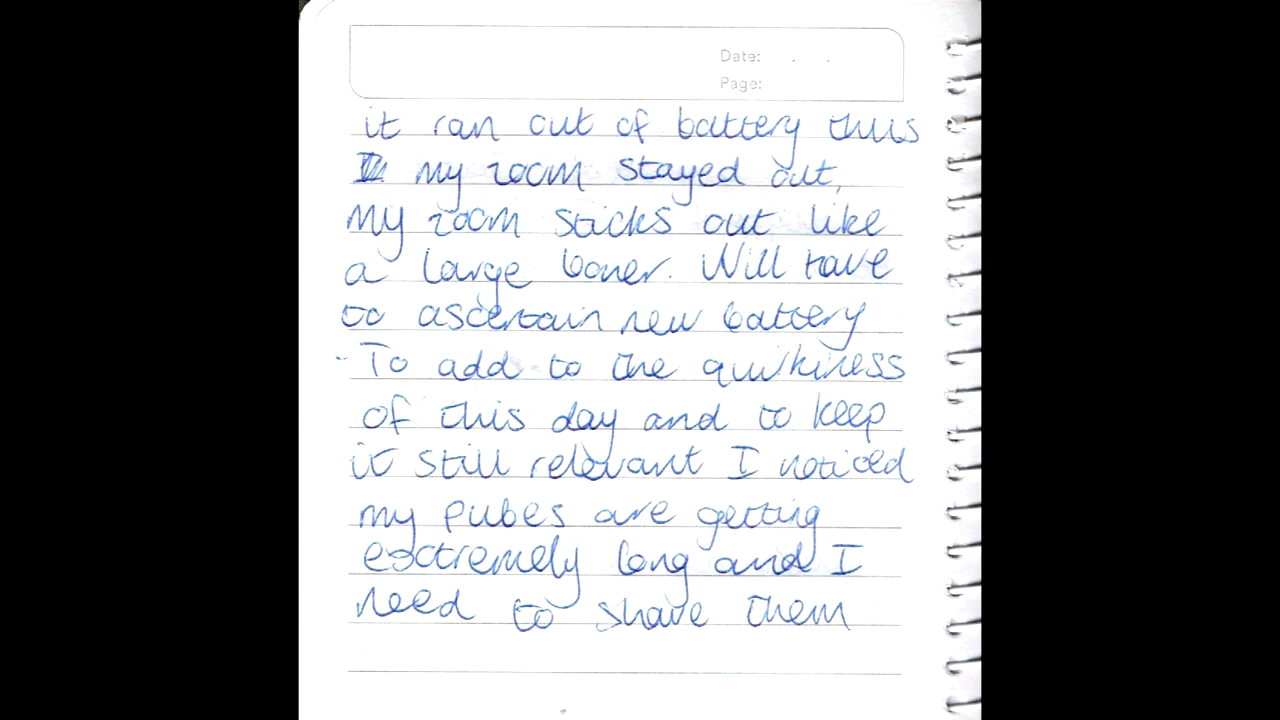 Date: . .
Page:
it ran out of battery thus
my room stayed out,
my room sticks out like
a large boner. Will have
to ascertain new battery
- To add to the quirkiness
of this day and to keep
it still relevant I noticed
my pubes are getting
exctremely long and I
need to shave them